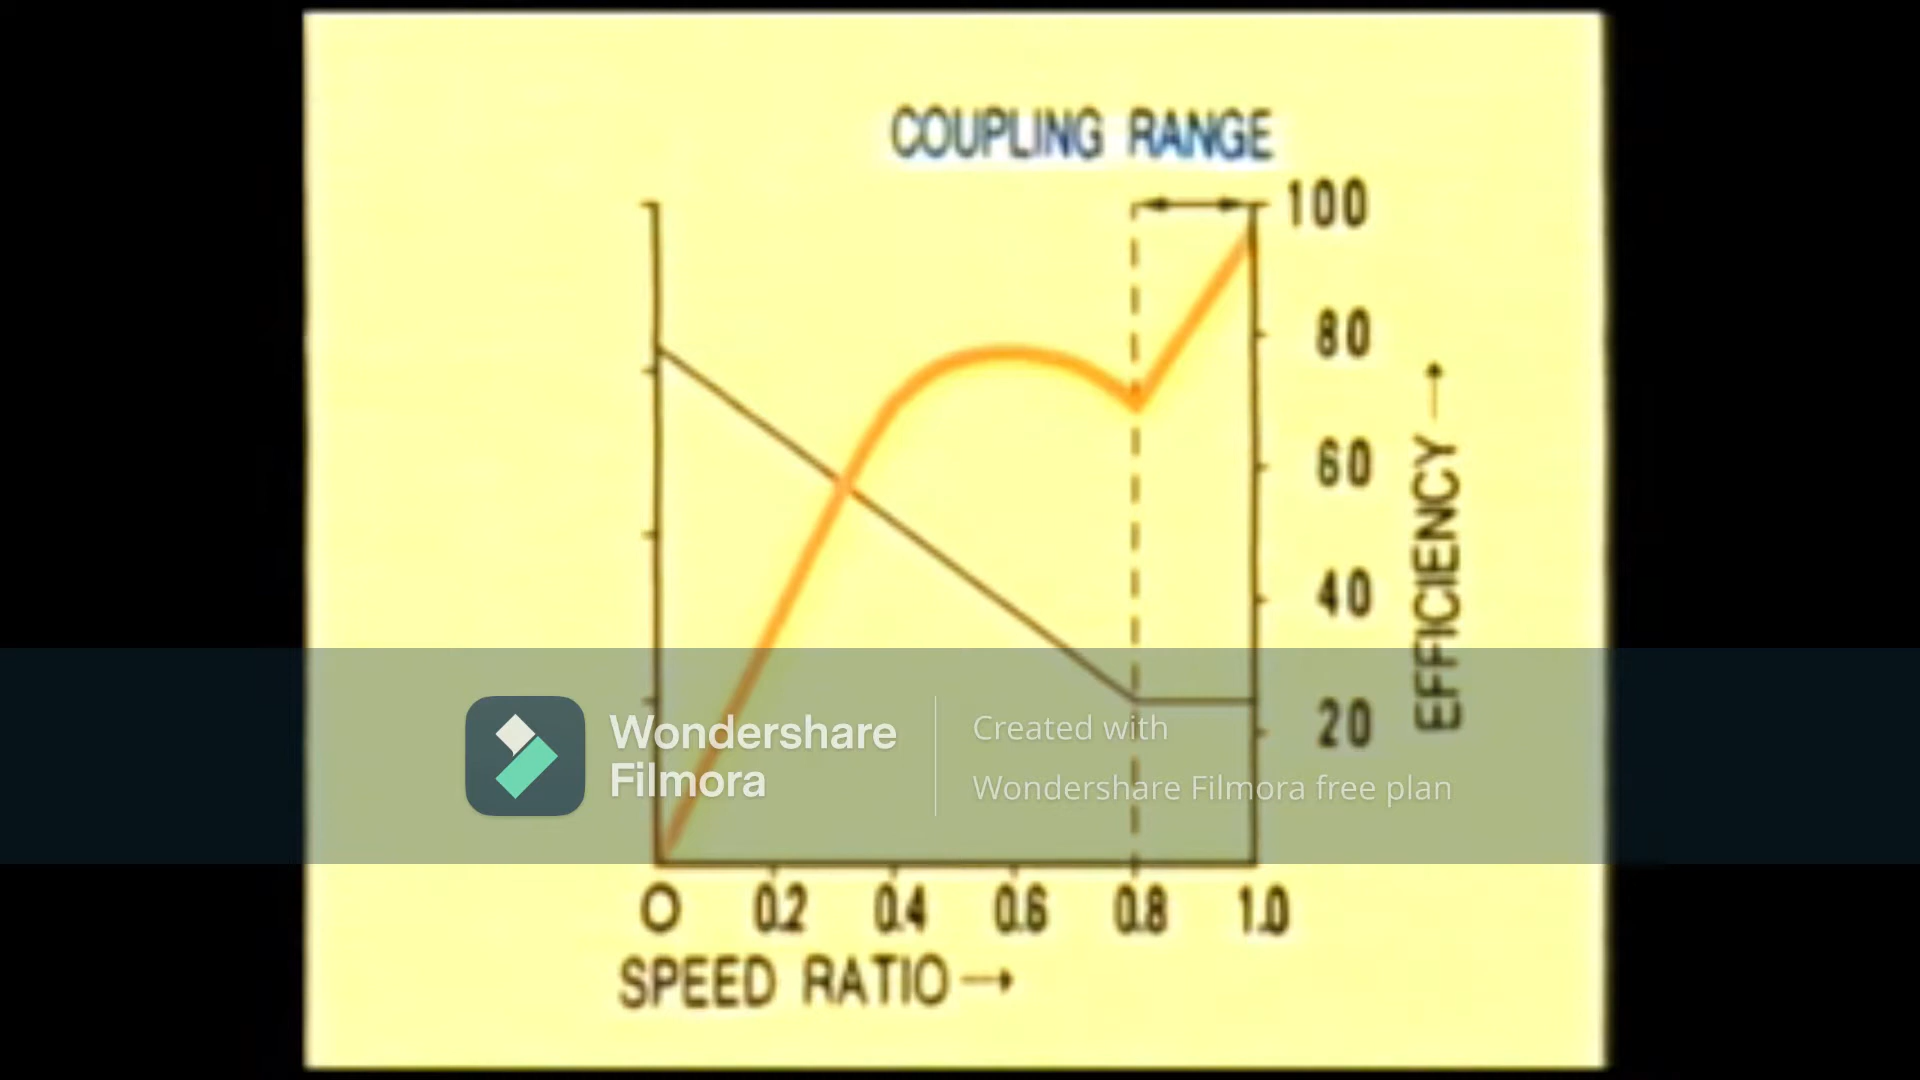 COUPLING RANGE
100
80
60
40
20
EFFICIENCY
Wondershare
Filmora
Created with
Wondershare Filmora free plan
0 0.2 0.4 0.6 0.8 1.0
SPEED RATIO